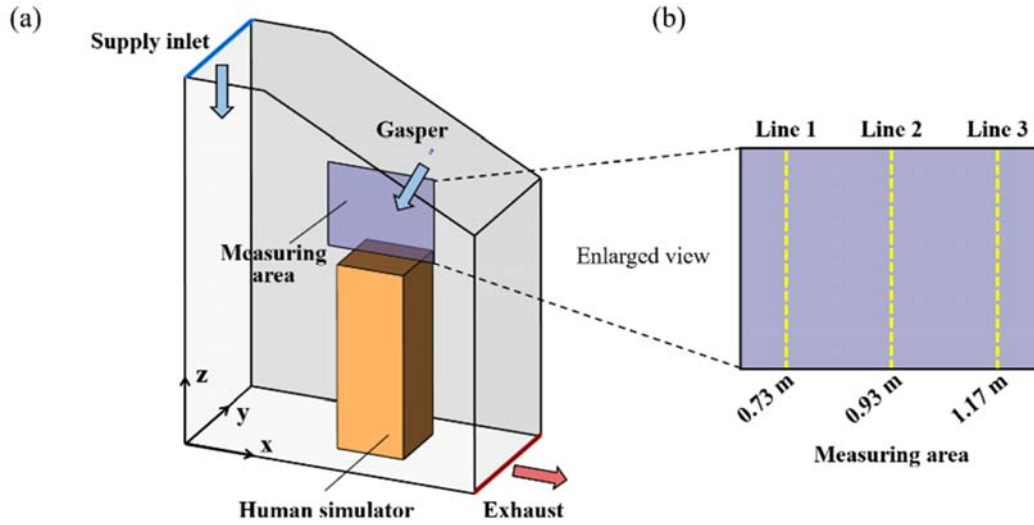 (a)
Supply inlet
Gasper
Measuring
area
z
y
x
Human simulator
Exhaust
(b)
Line 1 Line 2 Line 3
Enlarged view
0.73 m 0.93 m 1.17 m
Measuring area